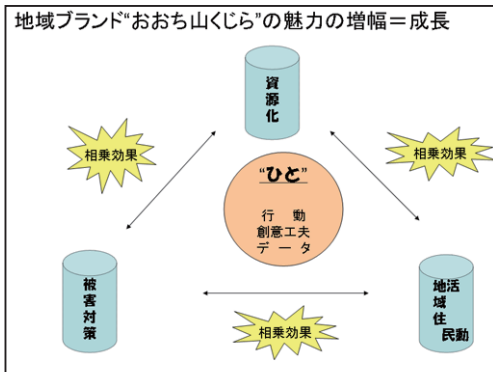 地域ブランド“おおち山くじら”の魅力の増幅＝成長
資源化
相乗効果
相乗効果
“ひと”
行　動
創意工夫
データ
被害対策
地域住民
活動
相乗効果